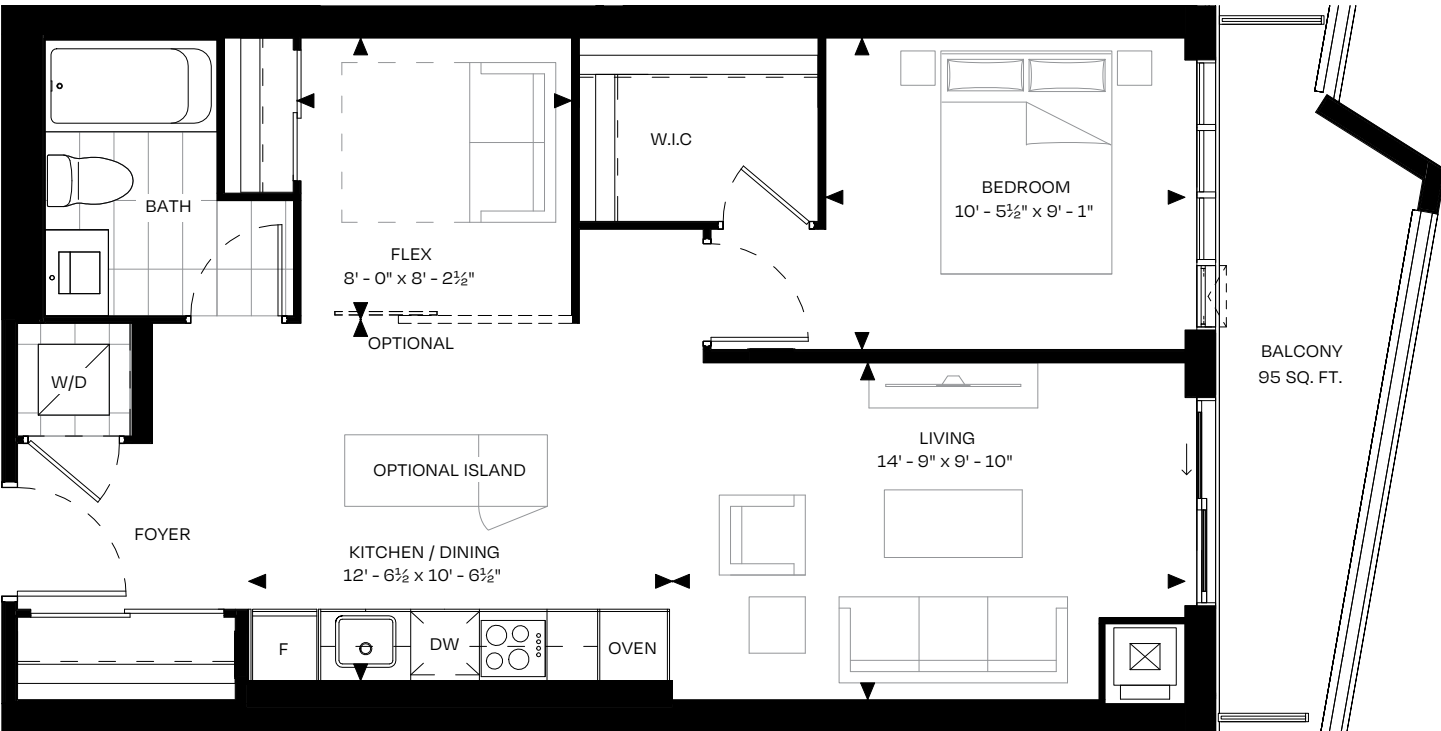 BATH
FLEX
8' - 0" x 8' - 2½"
OPTIONAL
W.I.C
BEDROOM
10' - 5½" x 9' - 1"
W/D
BALCONY
95 SQ. FT.
LIVING
14' - 9" x 9' - 10"
OPTIONAL ISLAND
FOYER
KITCHEN / DINING
12' - 6½ x 10' - 6½"
F
DW
OVEN